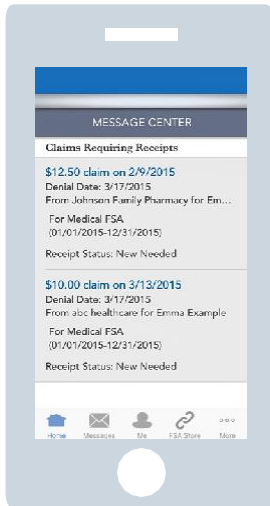 MESSAGE CENTER
Claims Requiring Receipts
$12.50 claim on 2/9/2015
Denial Date: 3/17/2015
From Johnson Family Pharmacy for Em...
For Medical FSA
(01/01/2015-12/31/2015)
Receipt Status: New Needed
$10.00 claim on 3/13/2015
Denial Date: 3/17/2015
From abc healthcare for Emma Example
For Medical FSA
(01/01/2015-12/31/2015)
Receipt Status: New Needed
Home Messages Me FSA Store More